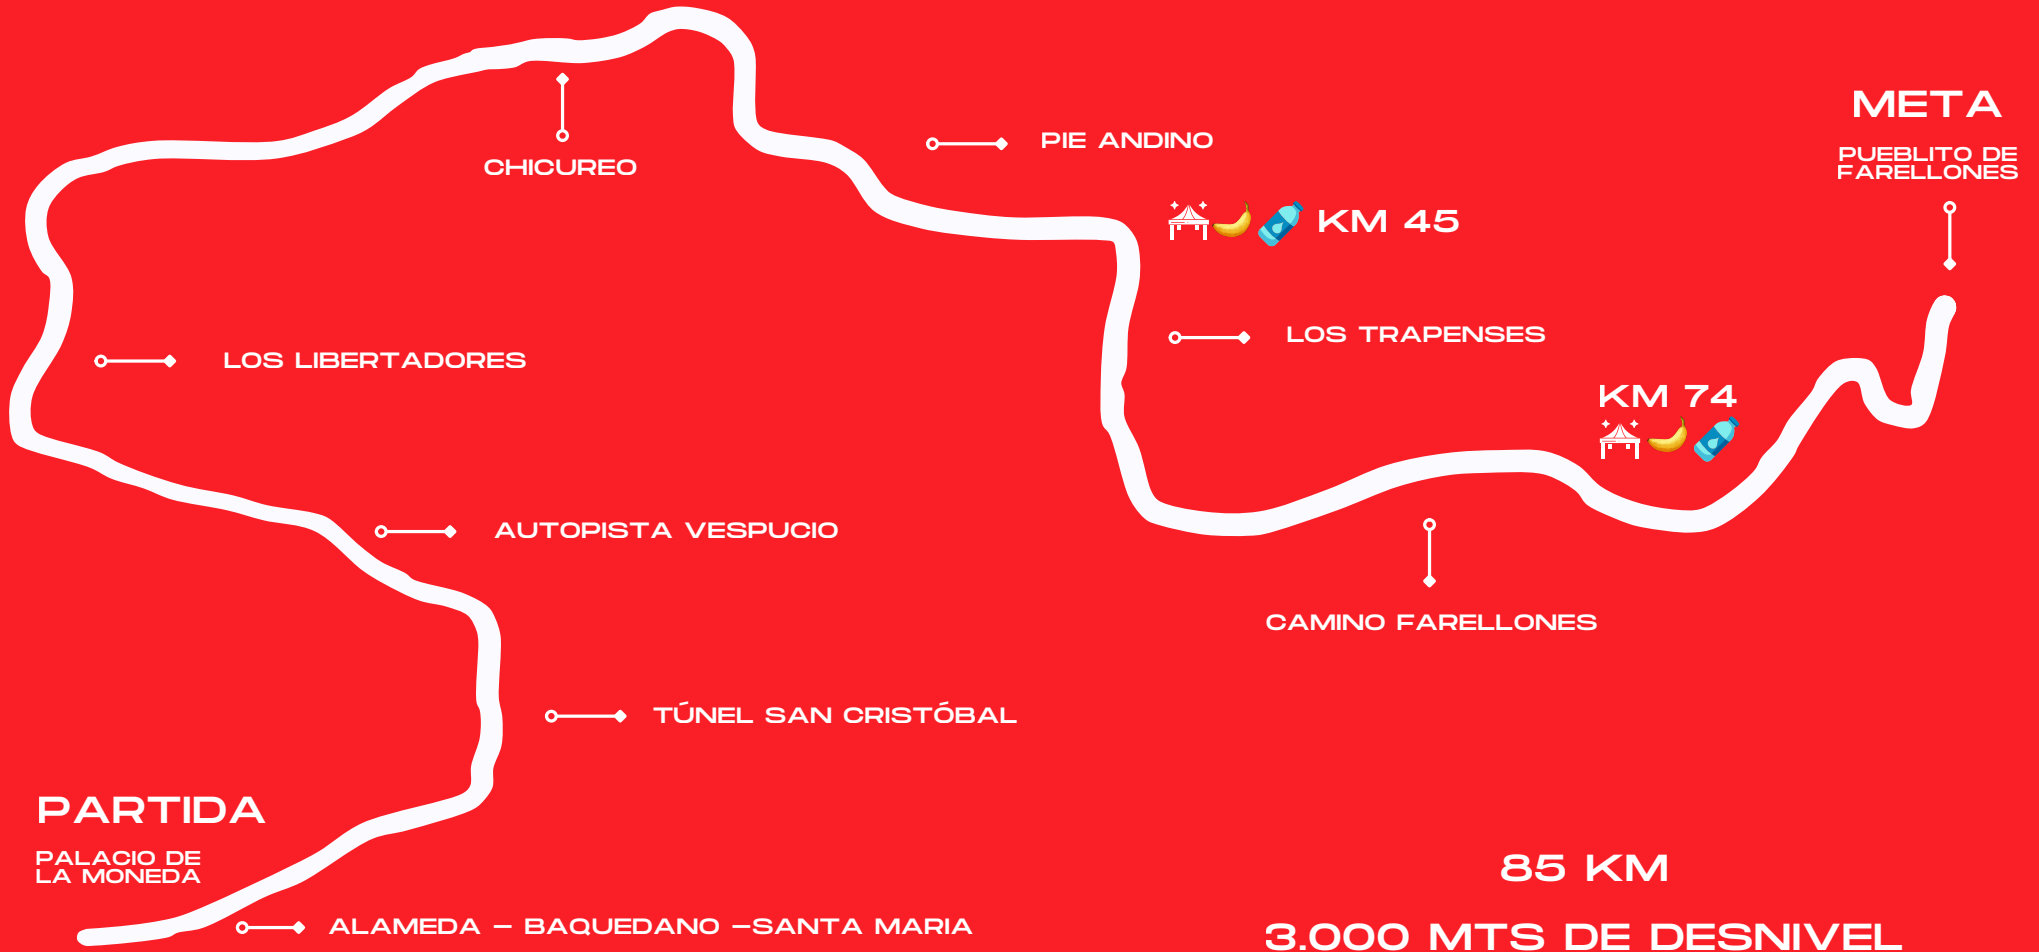 META
PUEBLITO DE
FARELLONES
PIE ANDINO
CHICUREO
KM 45
LOS TRAPENSES
LOS LIBERTADORES
KM 74
AUTOPISTA VESPUCIO
CAMINO FARELLONES
TÚNEL SAN CRISTÓBAL
PARTIDA
PALACIO DE
LA MONEDA
ALAMEDA – BAQUEDANO –SANTA MARIA
85 KM
3.000 MTS DE DESNIVEL